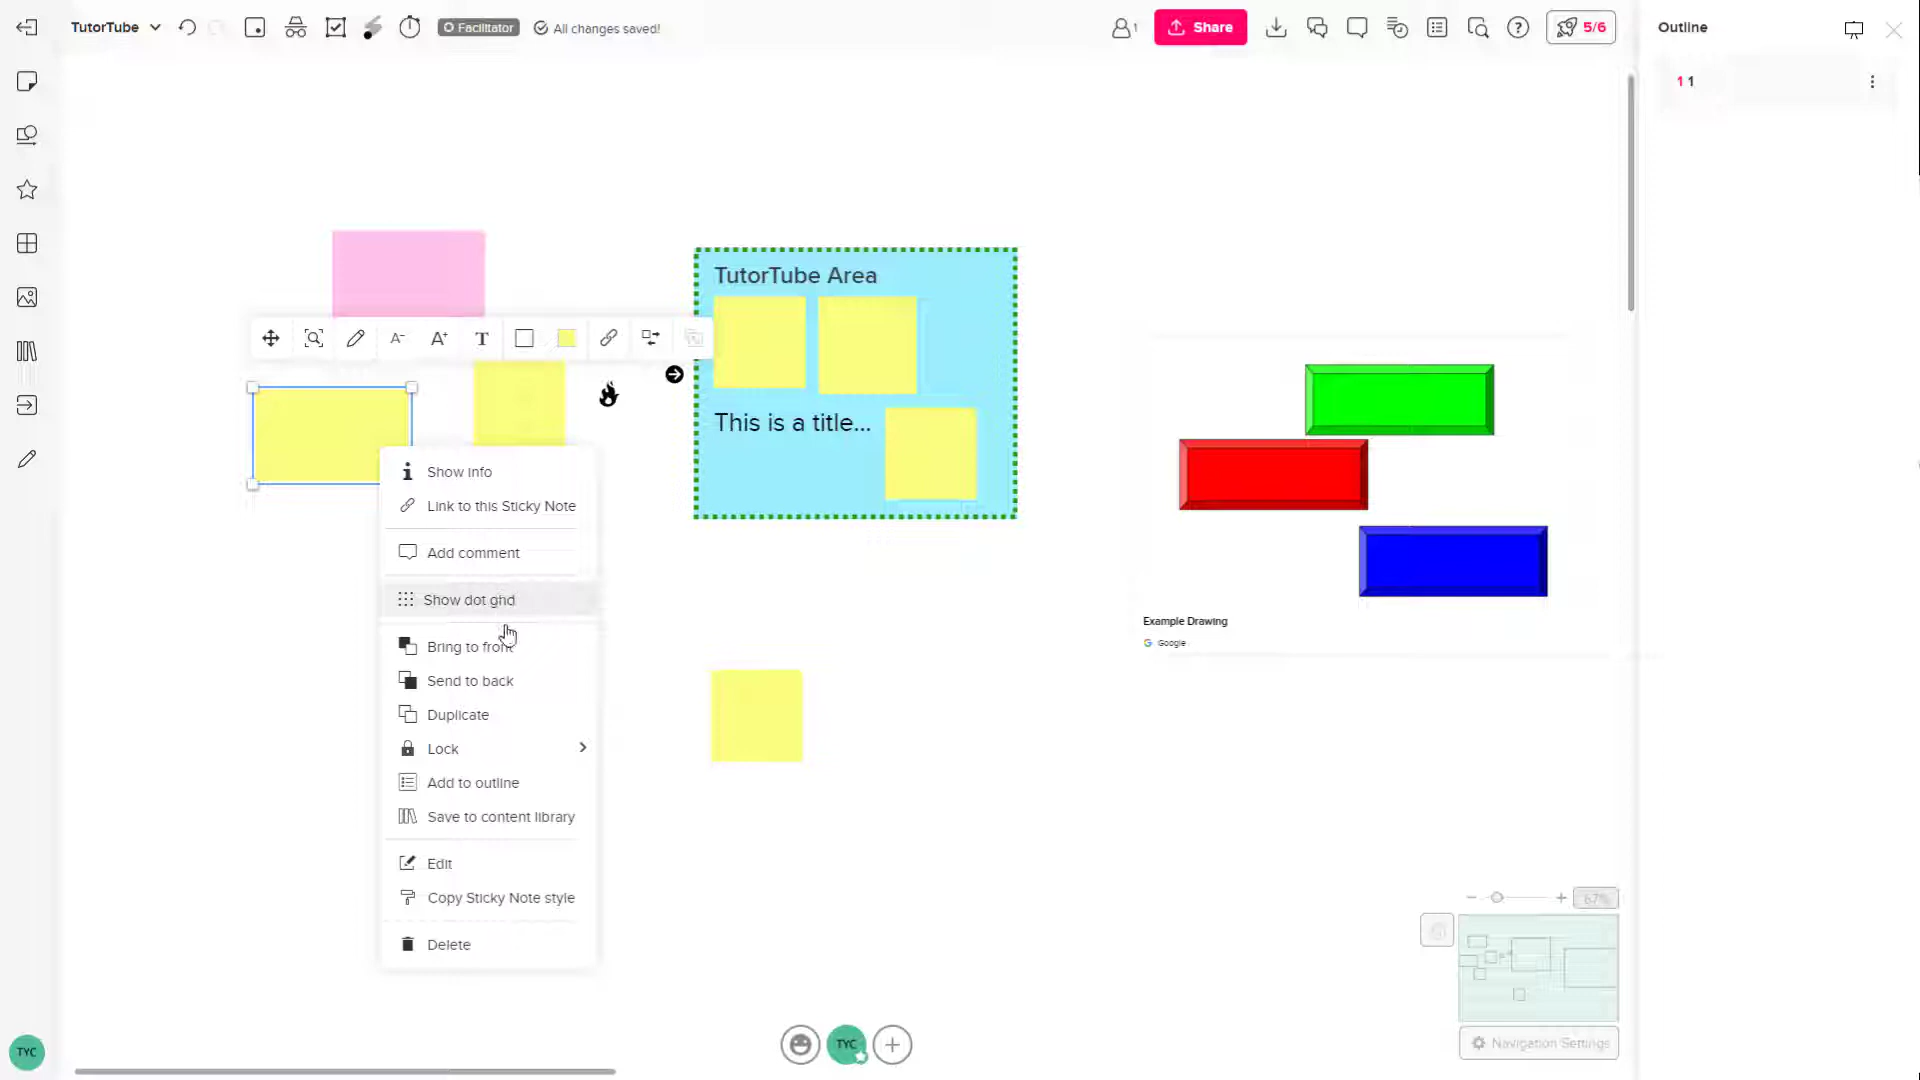 TutorTube
Facilitator
All changes saved!
1
Share
5/6
Outline
1 1
TutorTube Area
This is a title...
A-
A+
T
Show info
Link to this Sticky Note
Add comment
Show dot grid
Bring to front
Send to back
Duplicate
Lock
Add to outline
Save to content library
Edit
Copy Sticky Note style
Delete
Example Drawing
G Google
67%
Navigation Settings
TYC
TYC